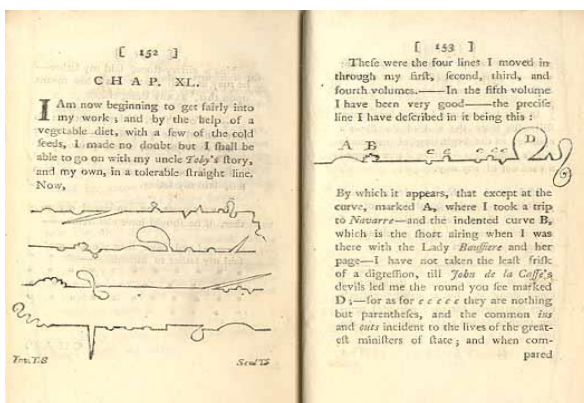 [ 152 ]
CHAP. XL.
I Am now beginning to get fairly into
my work ; and by the help of a
vegetable diet, with a few of the cold
ſeeds, I made no doubt but I ſhall be
able to go on with my uncle Toby's ſtory,
and my own, in a tolerable ſtraight line.
Now,
Inv. T.S
Scul T.S
[ 153 ]
Theſe were the four lines I moved in
through my firſt, ſecond, third, and
fourth volumes.——In the fifth volume
I have been very good——the preciſe
line I have deſcribed in it being this :
A B c c c c c D
By which it appears, that except at the
curve, marked A, where I took a trip
to Navarre—and the indented curve B,
which is the ſhort airing when I was
there with the Lady Bauſſiere and her
page—I have not taken the leaſt friſk
of a digreſſion, till John de la Caſſe's
devils led me the round you ſee marked
D ;—for as for c c c c c they are nothing
but parentheſes, and the common ins
and outs incident to the lives of the great-
eſt miniſters of ſtate ; and when com-
pared